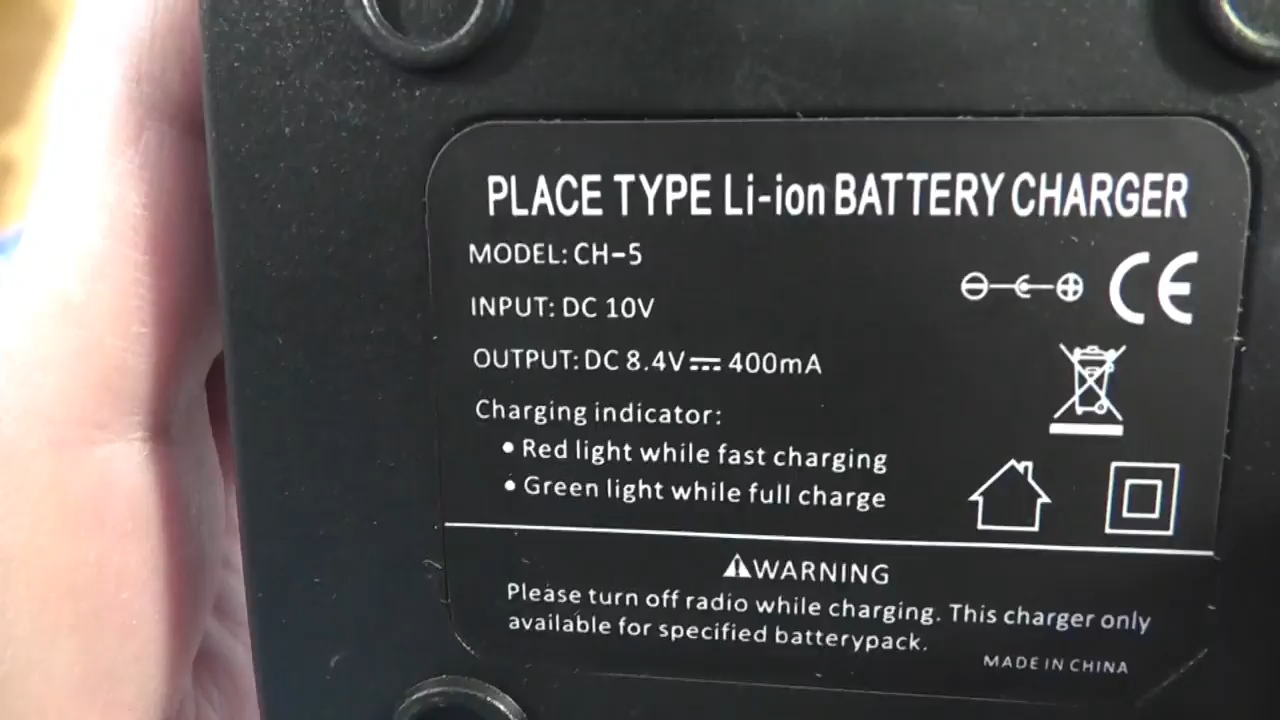 PLACE TYPE Li-ion BATTERY CHARGER
MODEL: CH-5
INPUT: DC 10V
CE
OUTPUT: DC 8.4V⎓400mA
Charging indicator:
• Red light while fast charging
• Green light while full charge
⚠WARNING
Please turn off radio while charging. This charger only
available for specified batterypack.
MADE IN CHINA